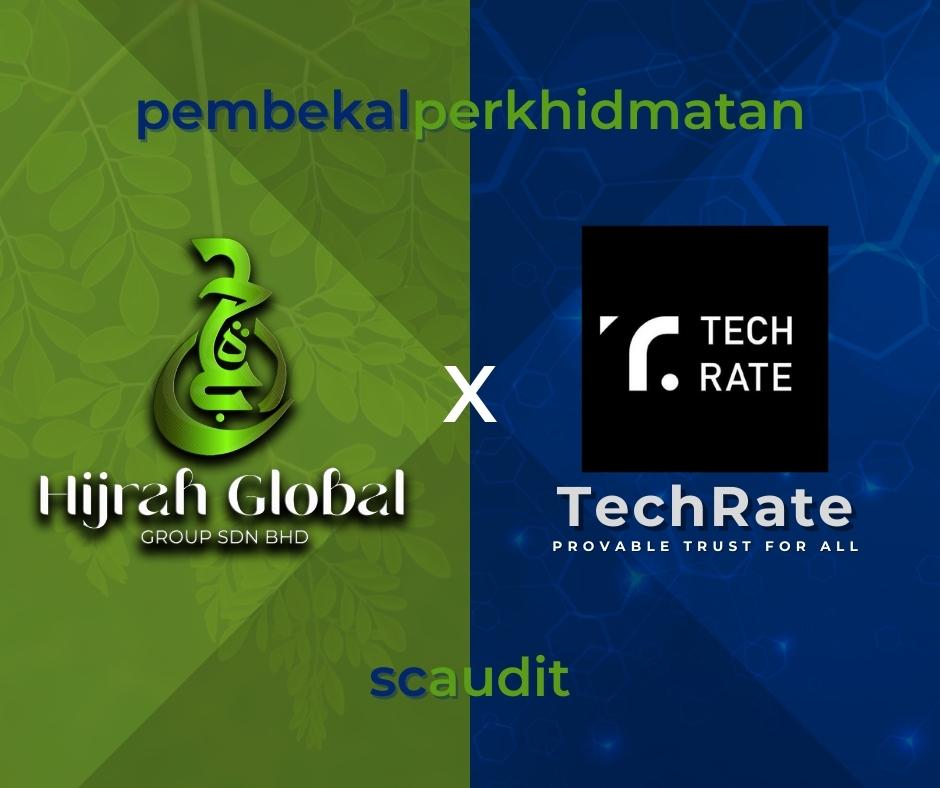 pembekalperkhidmatan
x
TECH
RATE
Hijrah Global
GROUP SDN BHD
TechRate
PROVABLE TRUST FOR ALL
scaudit